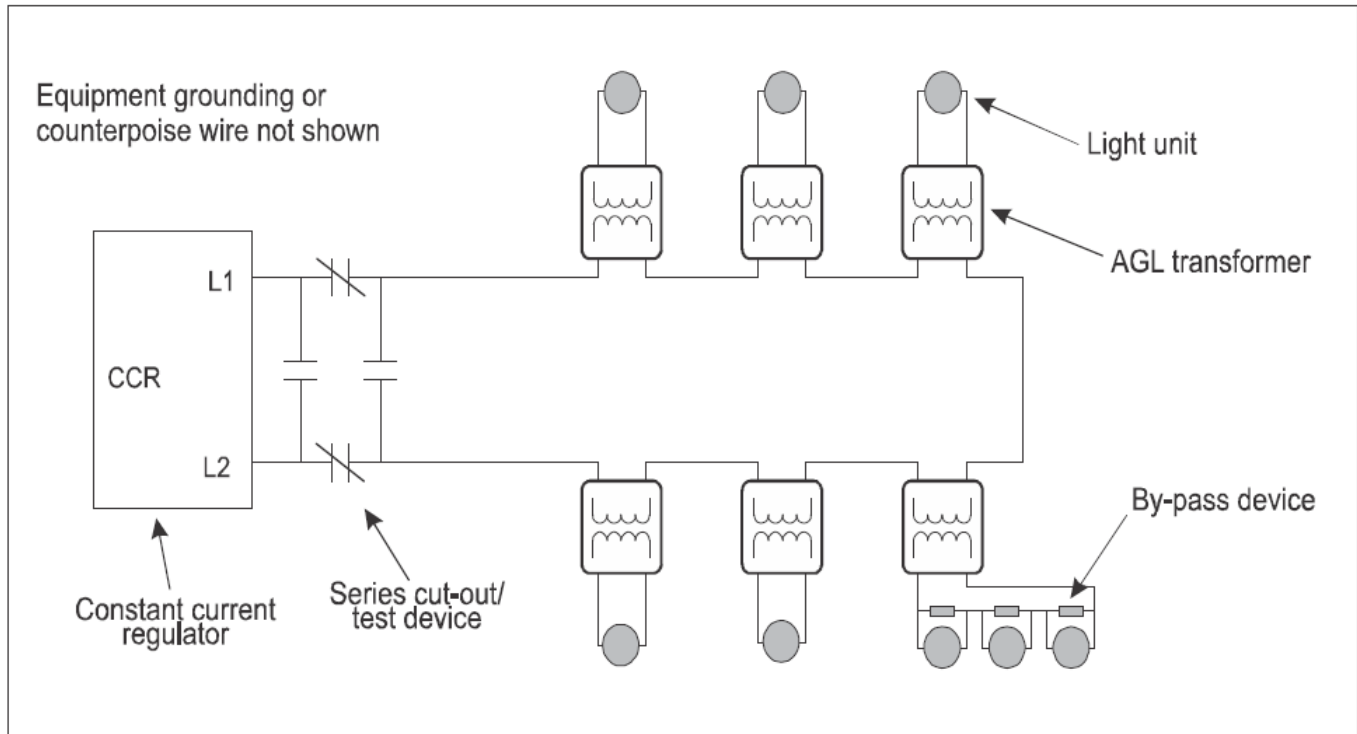 Equipment grounding or
counterpoise wire not shown
Light unit
AGL transformer
L1
CCR
L2
By-pass device
Constant current
regulator
Series cut-out/
test device